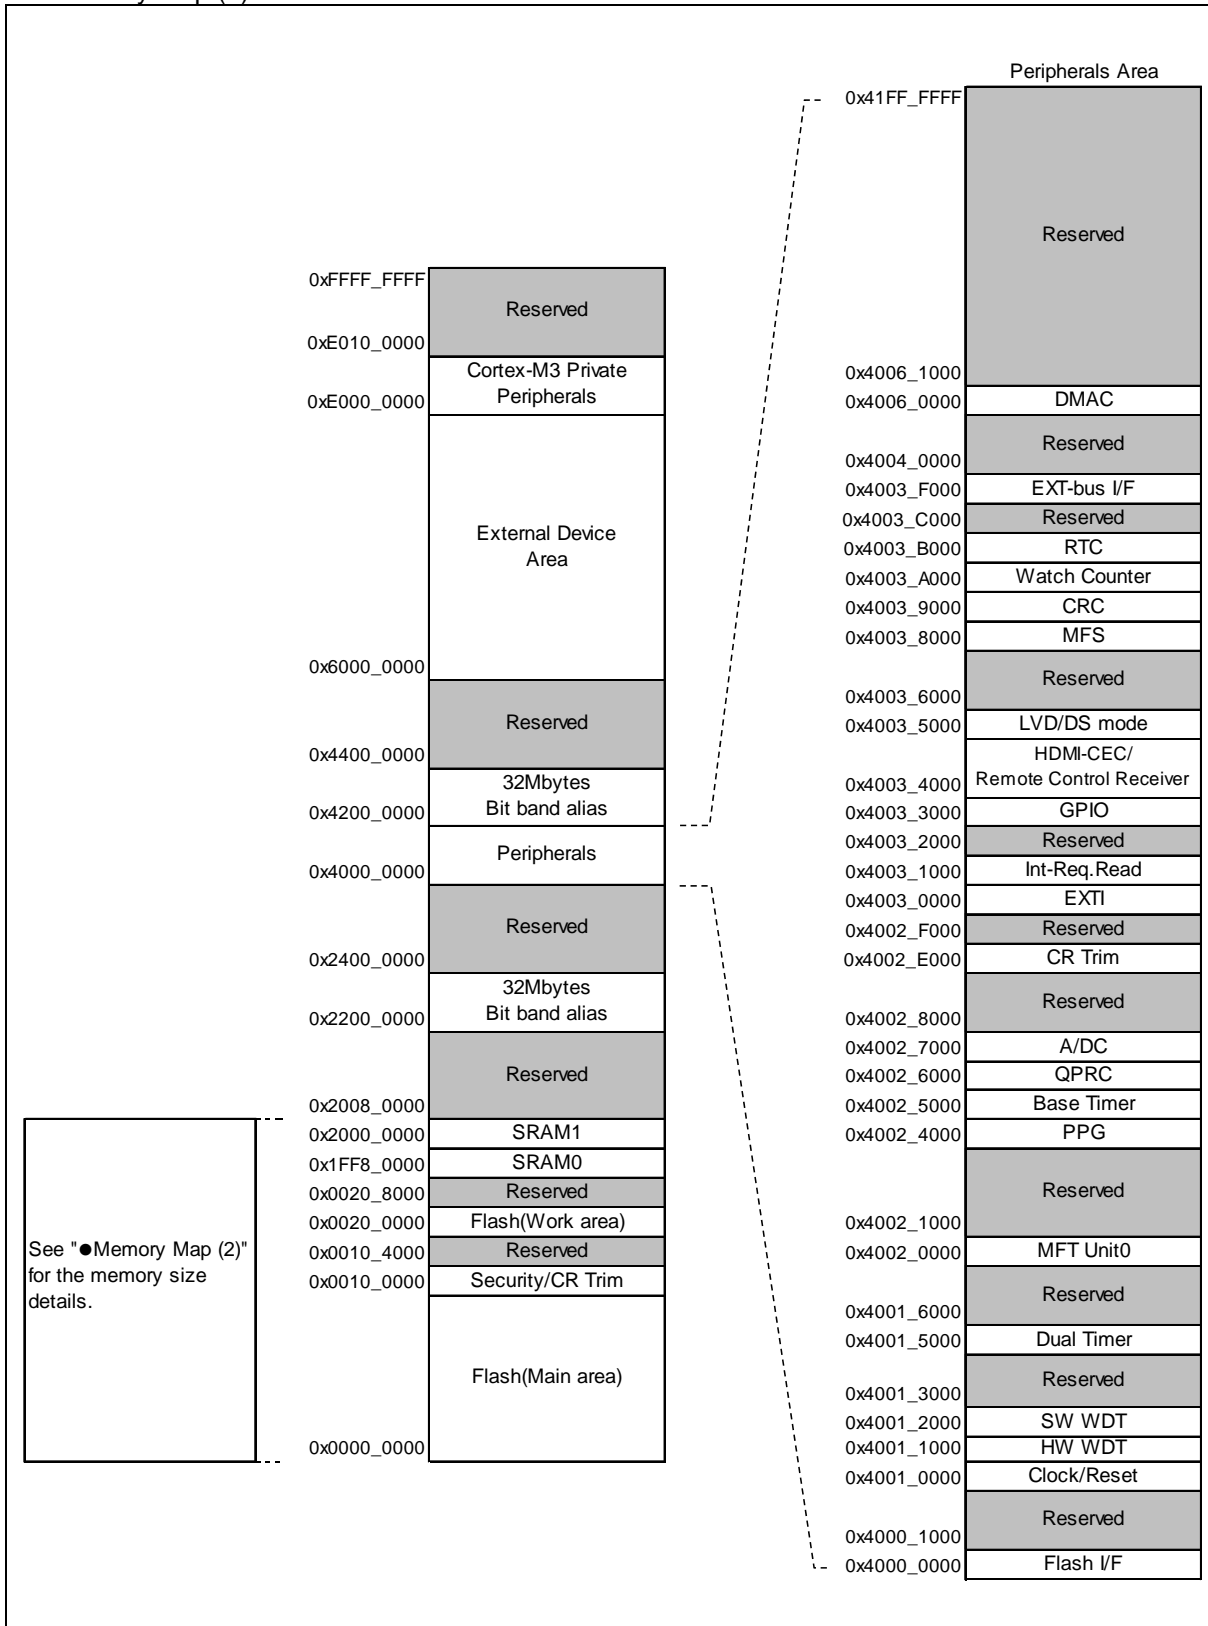 Peripherals Area
0x41FF_FFFF
Reserved
0x4006_1000
0x4006_0000 DMAC
Reserved
0x4004_0000
0x4003_F000 EXT-bus I/F
0x4003_C000 Reserved
0x4003_B000 RTC
0x4003_A000 Watch Counter
0x4003_9000 CRC
0x4003_8000 MFS
Reserved
0x4003_6000
0x4003_5000 LVD/DS mode
HDMI-CEC/
0x4003_4000 Remote Control Receiver
0x4003_3000 GPIO
0x4003_2000 Reserved
0x4003_1000 Int-Req.Read
0x4003_0000 EXTI
0x4002_F000 Reserved
0x4002_E000 CR Trim
Reserved
0x4002_8000
0x4002_7000 A/DC
0x4002_6000 QPRC
0x4002_5000 Base Timer
0x4002_4000 PPG
Reserved
0x4002_1000
0x4002_0000 MFT Unit0
Reserved
0x4001_6000
0x4001_5000 Dual Timer
Reserved
0x4001_3000
0x4001_2000 SW WDT
0x4001_1000 HW WDT
0x4001_0000 Clock/Reset
Reserved
0x4000_1000
0x4000_0000 Flash I/F
0xFFFF_FFFF
Reserved
0xE010_0000
Cortex-M3 Private
Peripherals
0xE000_0000
External Device
Area
0x6000_0000
Reserved
0x4400_0000
32Mbytes
Bit band alias
0x4200_0000
Peripherals
0x4000_0000
Reserved
0x2400_0000
32Mbytes
Bit band alias
0x2200_0000
Reserved
0x2008_0000
0x2000_0000 SRAM1
0x1FF8_0000 SRAM0
0x0020_8000 Reserved
0x0020_0000 Flash(Work area)
0x0010_4000 Reserved
0x0010_0000 Security/CR Trim
Flash(Main area)
0x0000_0000
See "●Memory Map (2)"
for the memory size
details.